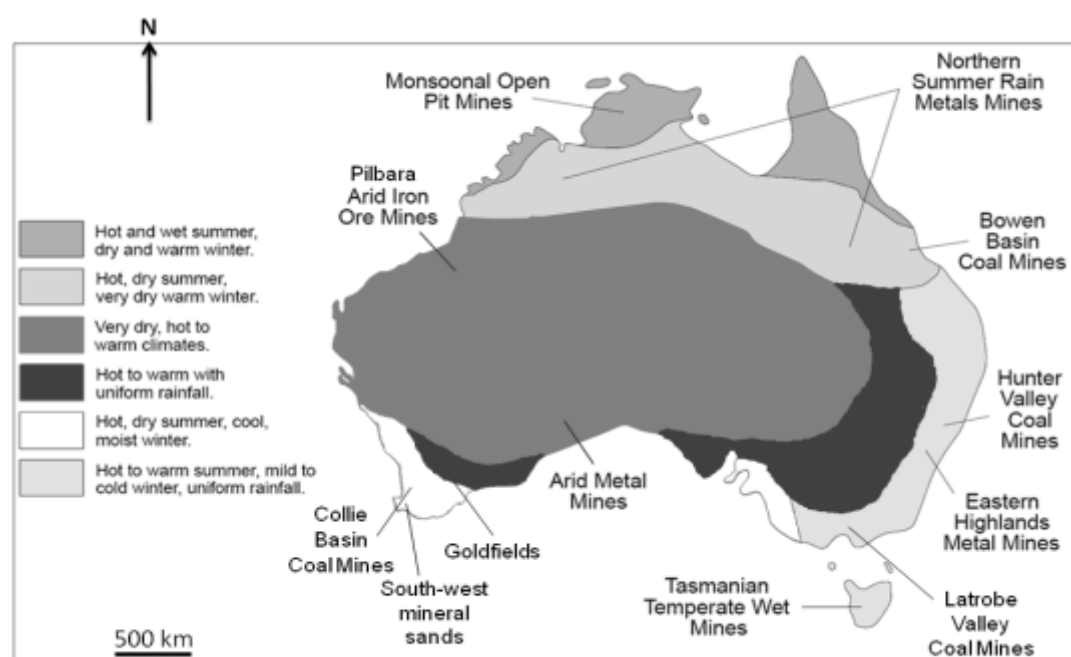 N
Monsoonal Open
Pit Mines
Northern
Summer Rain
Metals Mines
Pilbara
Arid Iron
Ore Mines
Bowen
Basin
Coal Mines
Hot and wet summer,
dry and warm winter.
Hot, dry summer,
very dry warm winter.
Very dry, hot to
warm climates.
Hot to warm with
uniform rainfall.
Hot, dry summer, cool,
moist winter.
Hot to warm summer, mild to
cold winter, uniform rainfall.
Hunter
Valley
Coal
Mines
Arid Metal
Mines
Eastern
Highlands
Metal Mines
Collie
Basin
Coal Mines
Goldfields
South-west
mineral
sands
Tasmanian
Temperate Wet
Mines
Latrobe
Valley
Coal Mines
500 km